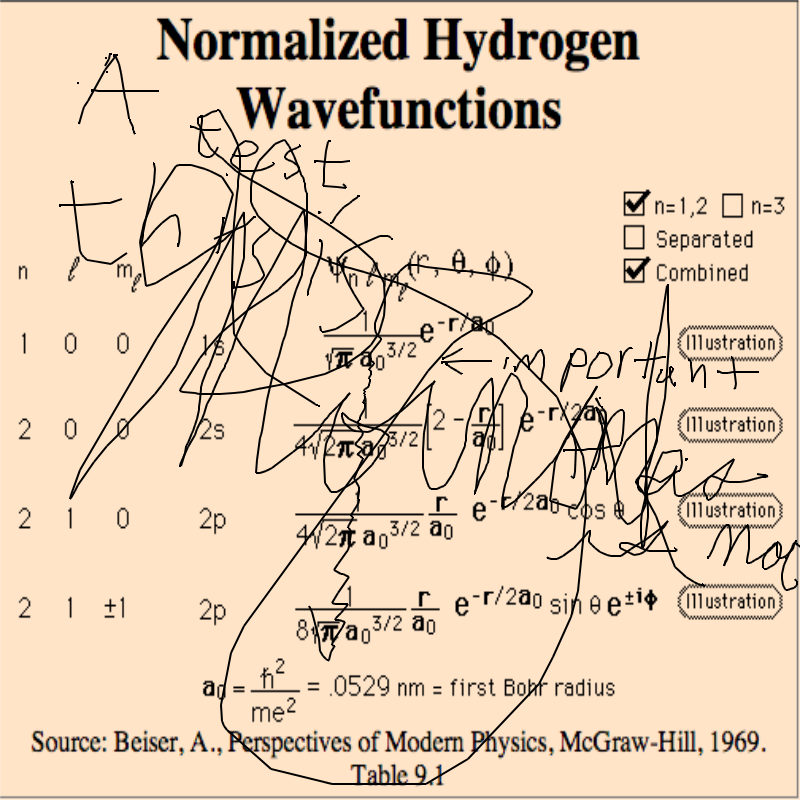 Normalized Hydrogen
Wavefunctions
A
test
this
n=1,2 n=3
Separated
Combined
n ℓ m_ℓ ψ_n ℓ m_ℓ (r, θ, ϕ)
1 0 0 1s 1/(√π a₀^3/2) e^(-r/a₀) Illustration
← important
2 0 0 2s 1/(4√2π a₀^3/2) [2 - r/a₀] e^(-r/2a₀) Illustration
is
2 1 0 2p 1/(4√2π a₀^3/2) r/a₀ e^(-r/2a₀) cos θ Illustration
2 1 ±1 2p 1/(8√π a₀^3/2) r/a₀ e^(-r/2a₀) sin θ e^(±iϕ) Illustration
a₀ = ħ²/me² = .0529 nm = first Bohr radius
Source: Beiser, A., Perspectives of Modern Physics, McGraw-Hill, 1969.
Table 9.1